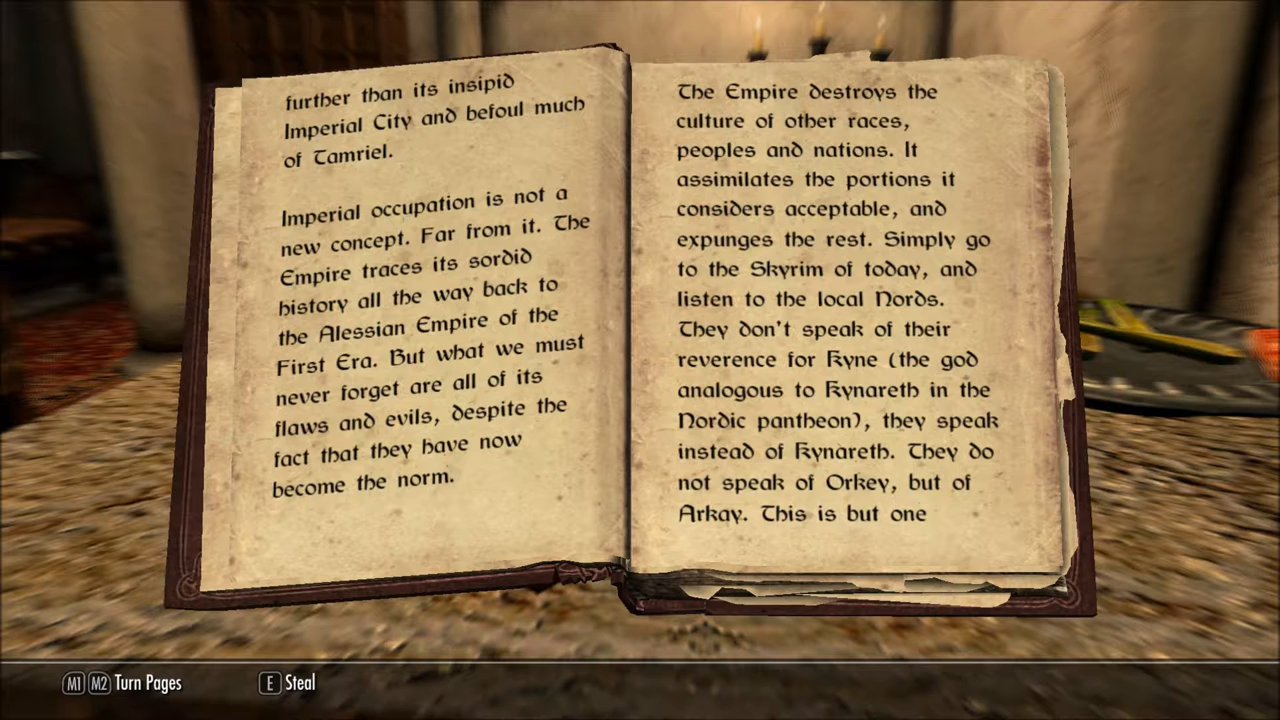 further than its insipid
Imperial City and befoul much
of Tamriel.
Imperial occupation is not a
new concept. Far from it. The
Empire traces its sordid
history all the way back to
the Alessian Empire of the
First Era. But what we must
never forget are all of its
flaws and evils, despite the
fact that they have now
become the norm.
The Empire destroys the
culture of other races,
peoples and nations. It
assimilates the portions it
considers acceptable, and
expunges the rest. Simply go
to the Skyrim of today, and
listen to the local Nords.
They don't speak of their
reverence for Kyne (the god
analogous to Kynareth in the
Nordic pantheon), they speak
instead of Kynareth. They do
not speak of Orkey, but of
Arkay. This is but one
M1 M2 Turn Pages
E Steal